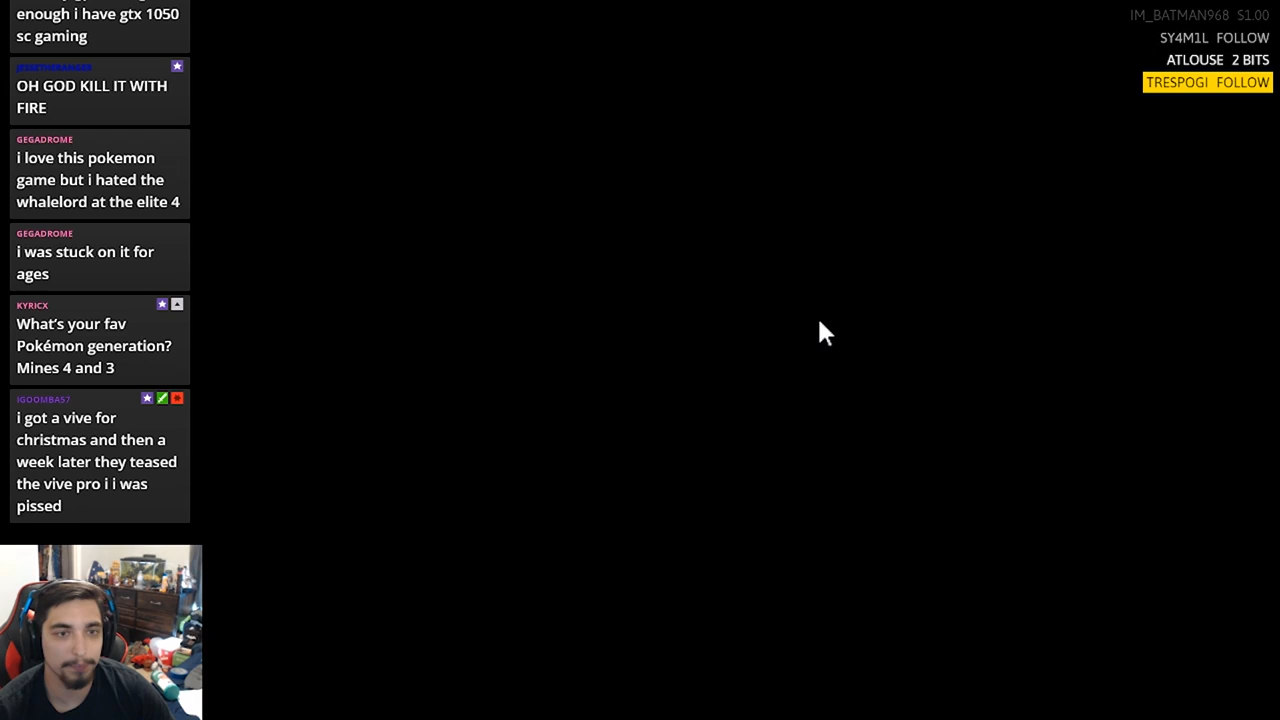 enough i have gtx 1050
sc gaming
OH GOD KILL IT WITH
FIRE
GEGADROME
i love this pokemon
game but i hated the
whalelord at the elite 4
GEGADROME
i was stuck on it for
ages
KYRICX
What's your fav
Pokémon generation?
Mines 4 and 3
IGOOMBA57
i got a vive for
christmas and then a
week later they teased
the vive pro i i was
pissed
IM_BATMAN968 $1.00
SY4M1L FOLLOW
ATLOUSE 2 BITS
TRESPOGI FOLLOW